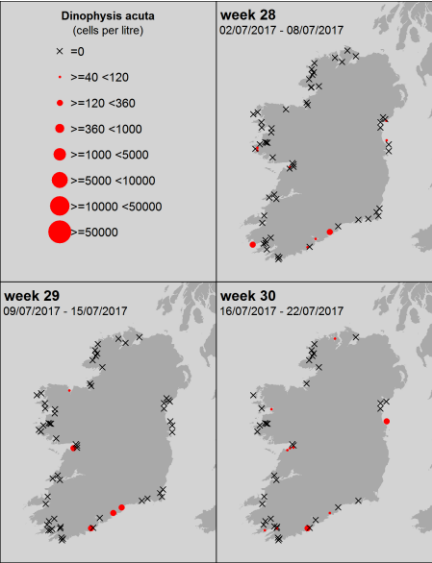 Dinophysis acuta
(cells per litre)
=0
>=40 <120
>=120 <360
>=360 <1000
>=1000 <5000
>=5000 <10000
>=10000 <50000
>=50000
week 28
02/07/2017 - 08/07/2017
week 29
09/07/2017 - 15/07/2017
week 30
16/07/2017 - 22/07/2017